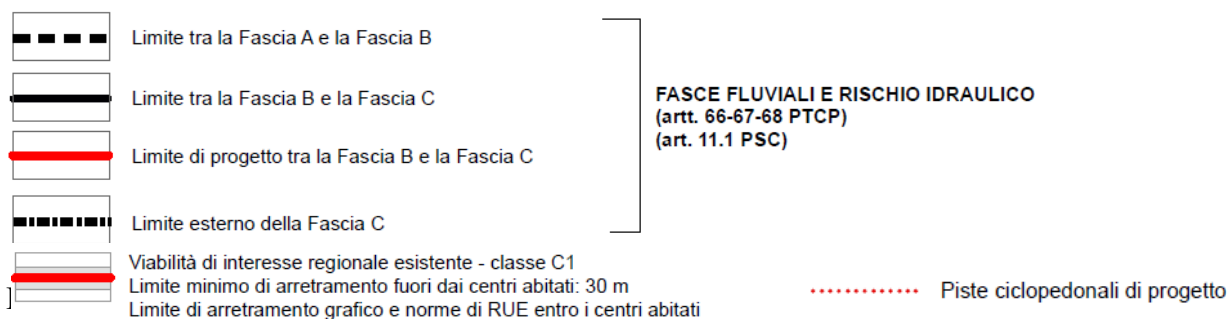 Limite tra la Fascia A e la Fascia B
Limite tra la Fascia B e la Fascia C
Limite di progetto tra la Fascia B e la Fascia C
Limite esterno della Fascia C
FASCE FLUVIALI E RISCHIO IDRAULICO
(artt. 66-67-68 PTCP)
(art. 11.1 PSC)
Viabilità di interesse regionale esistente - classe C1
Limite minimo di arretramento fuori dai centri abitati: 30 m
Limite di arretramento grafico e norme di RUE entro i centri abitati
]
Piste ciclopedonali di progetto